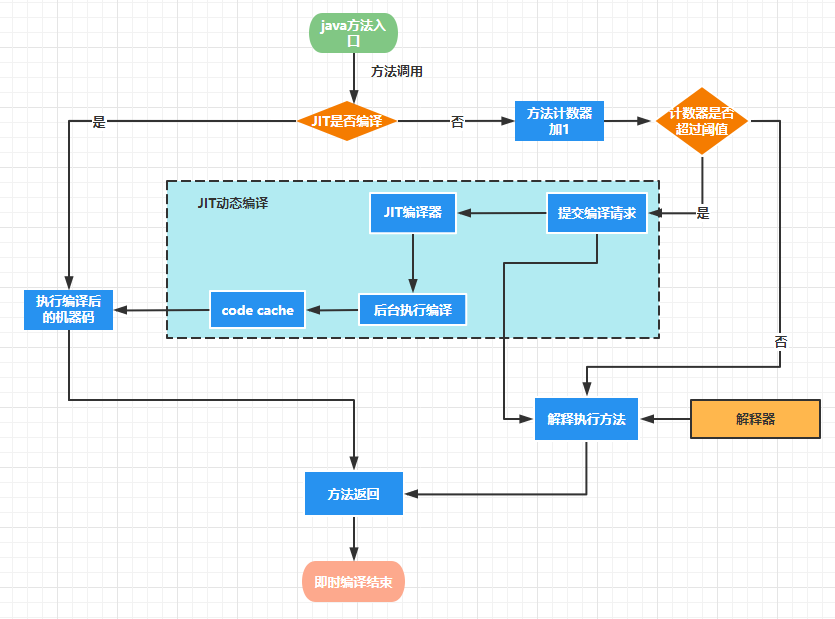 java方法入
口
方法调用
JIT是否编译
是
否
方法计数器
加1
计数器是否
超过阈值
JIT动态编译
JIT编译器
提交编译请求
是
执行编译后
的机器码
code cache
后台执行编译
否
解释执行方法
解释器
方法返回
即时编译结束